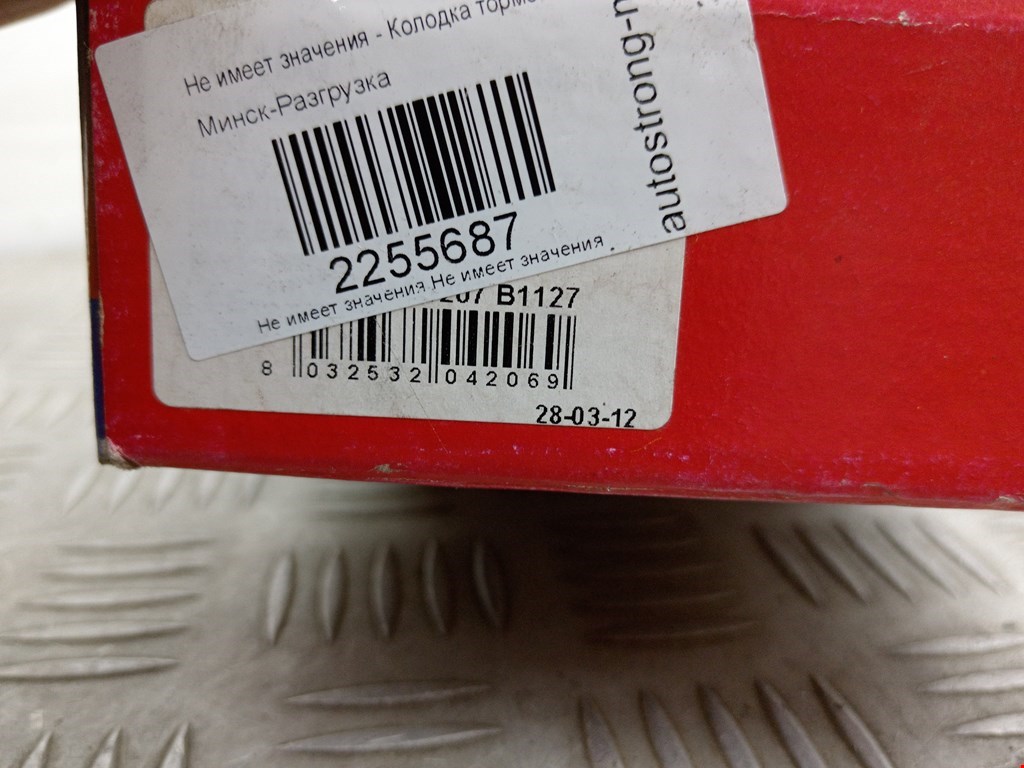 Не имеет значения - Колодка
Минск-Разгрузка
2255687
Не имеет значения Не имеет значения
autostrong-
B1127
8 032532 042069
28-03-12